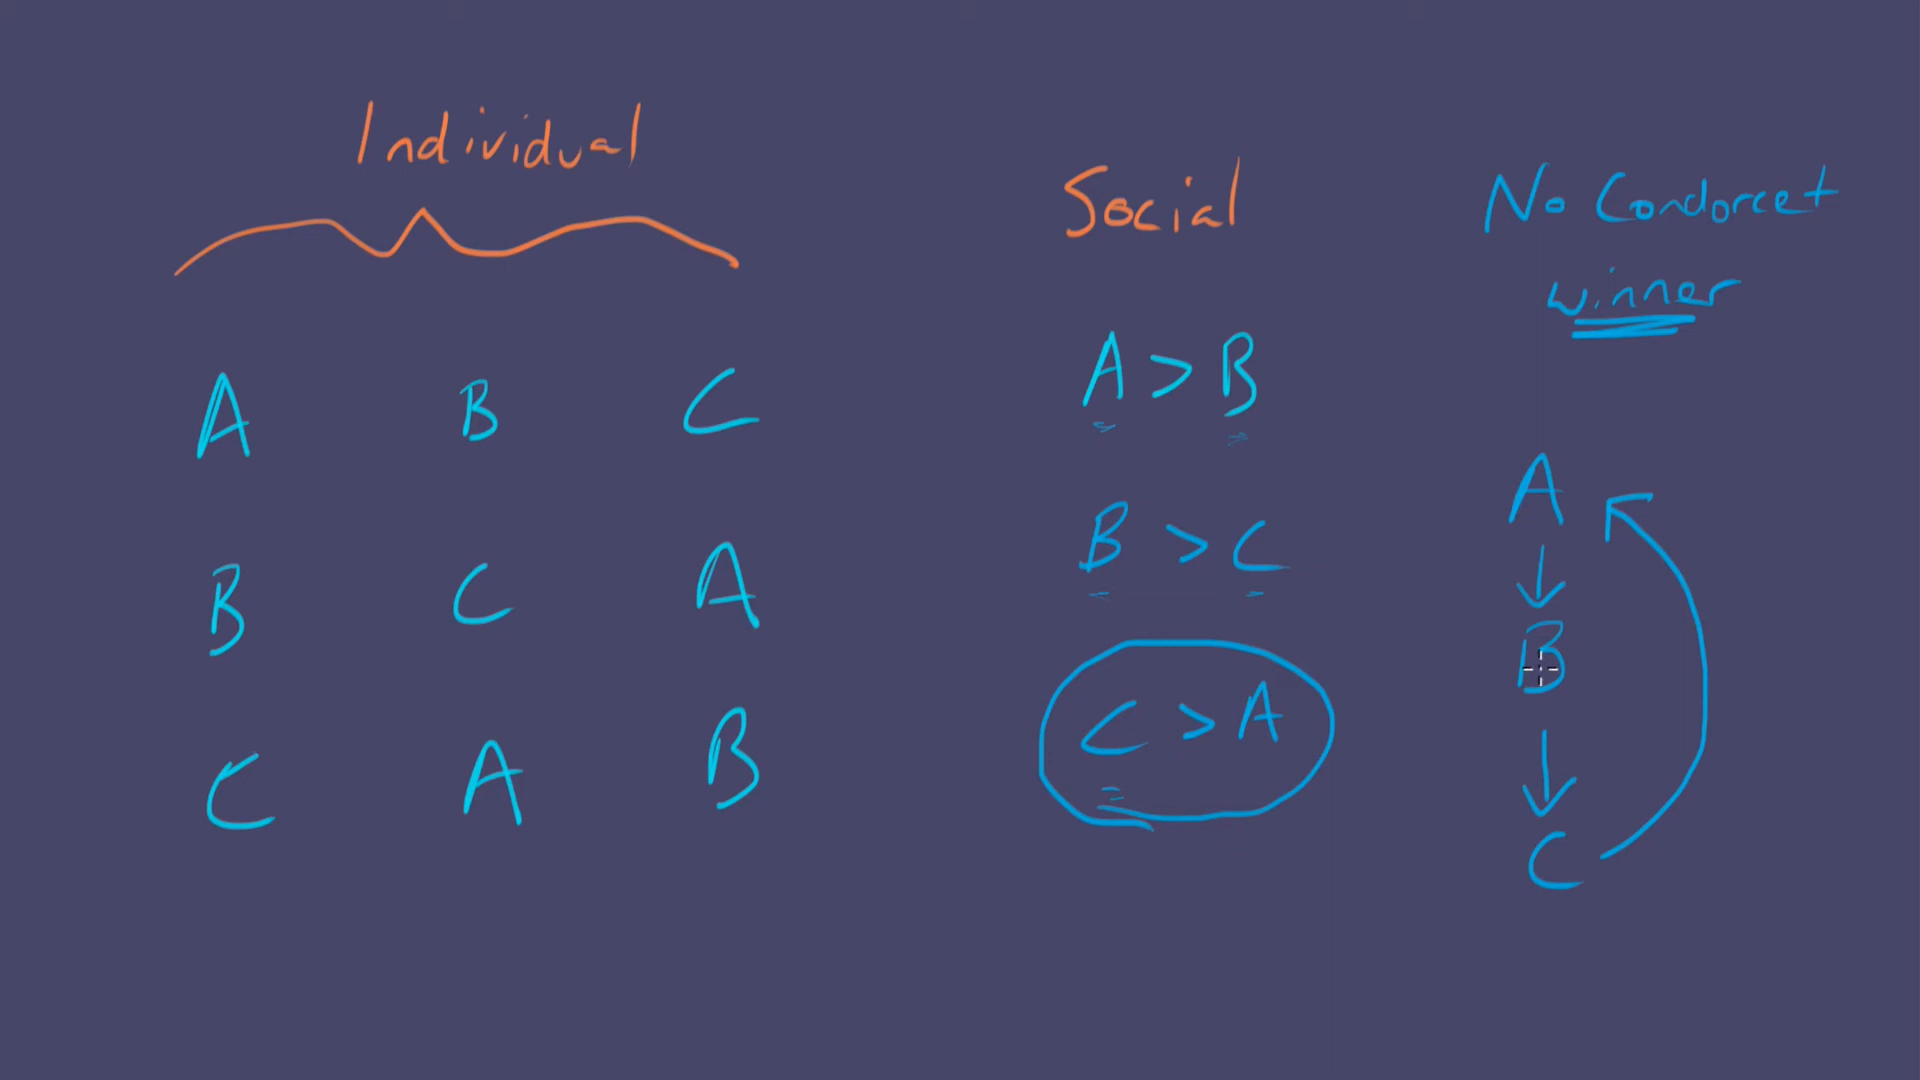 Individual
Social
No Condorcet
winner
A B C
B C A
C A B
A > B
B > C
C > A
A
B
C